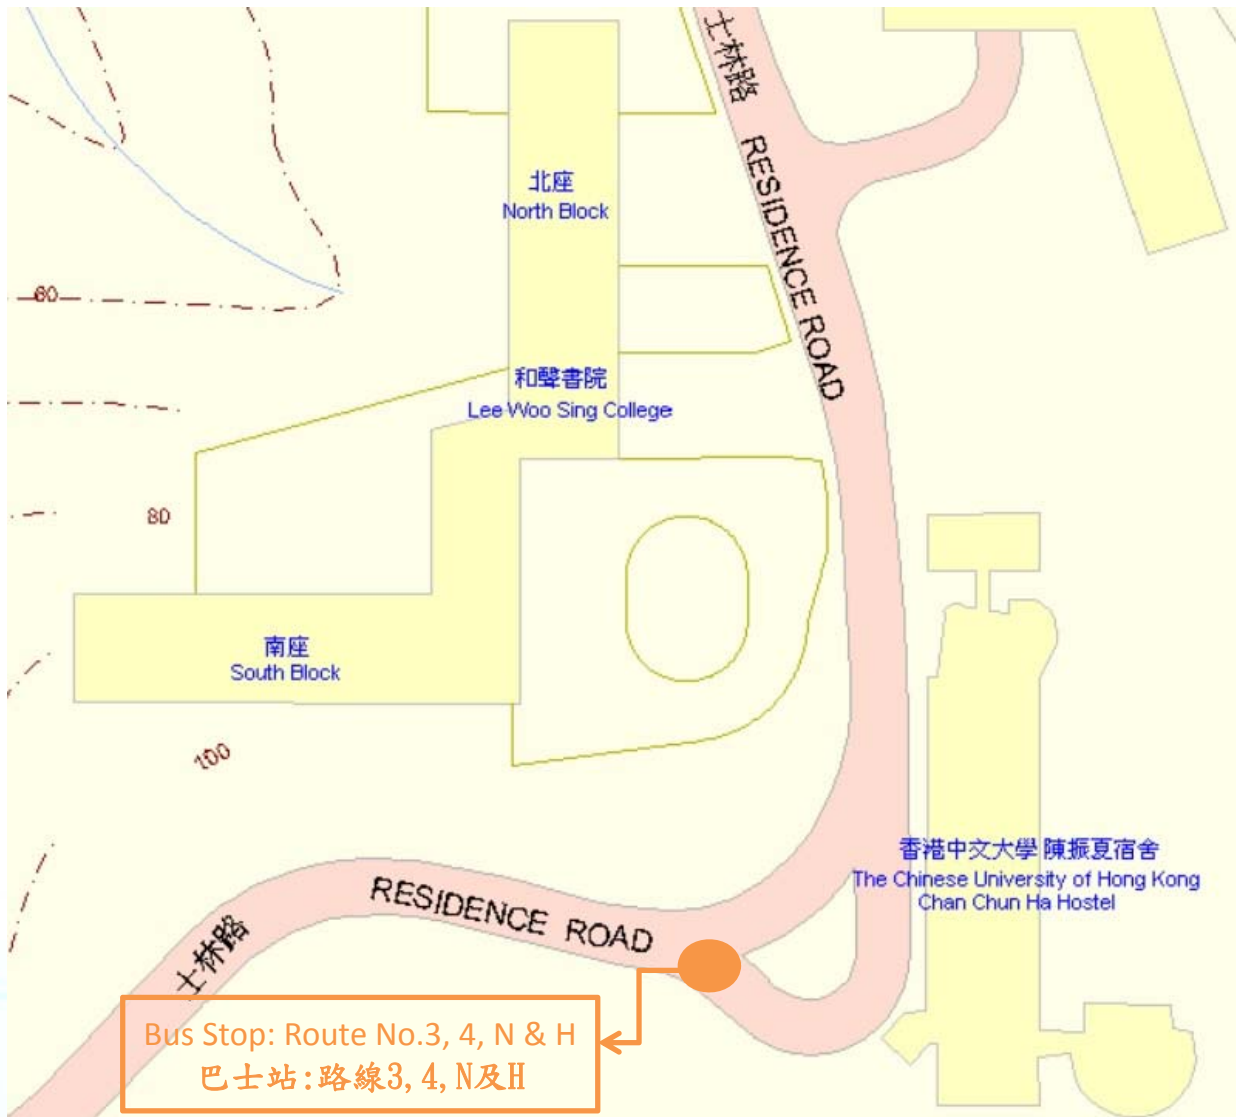 士林路
RESIDENCE ROAD
北座
North Block
60
和聲書院
Lee Woo Sing College
80
南座
South Block
100
香港中文大學 陳振夏宿舍
The Chinese University of Hong Kong
Chan Chun Ha Hostel
RESIDENCE ROAD
士林路
Bus Stop: Route No.3, 4, N & H
巴士站:路線3, 4, N及H